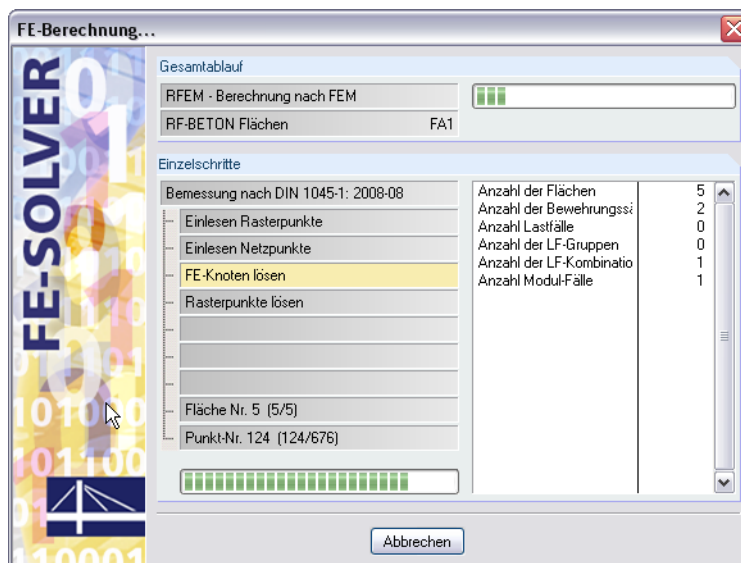 FE-Berechnung...
FE-SOLVER
Gesamtablauf
RFEM - Berechnung nach FEM
RF-BETON Flächen FA1
Einzelschritte
Bemessung nach DIN 1045-1: 2008-08
Einlesen Rasterpunkte
Einlesen Netzpunkte
FE-Knoten lösen
Rasterpunkte lösen
Fläche Nr. 5 (5/5)
Punkt-Nr. 124 (124/676)
Anzahl der Flächen 5
Anzahl der Bewehrungssä 2
Anzahl Lastfälle 0
Anzahl der LF-Gruppen 0
Anzahl der LF-Kombinatio 1
Anzahl Modul-Fälle 1
Abbrechen